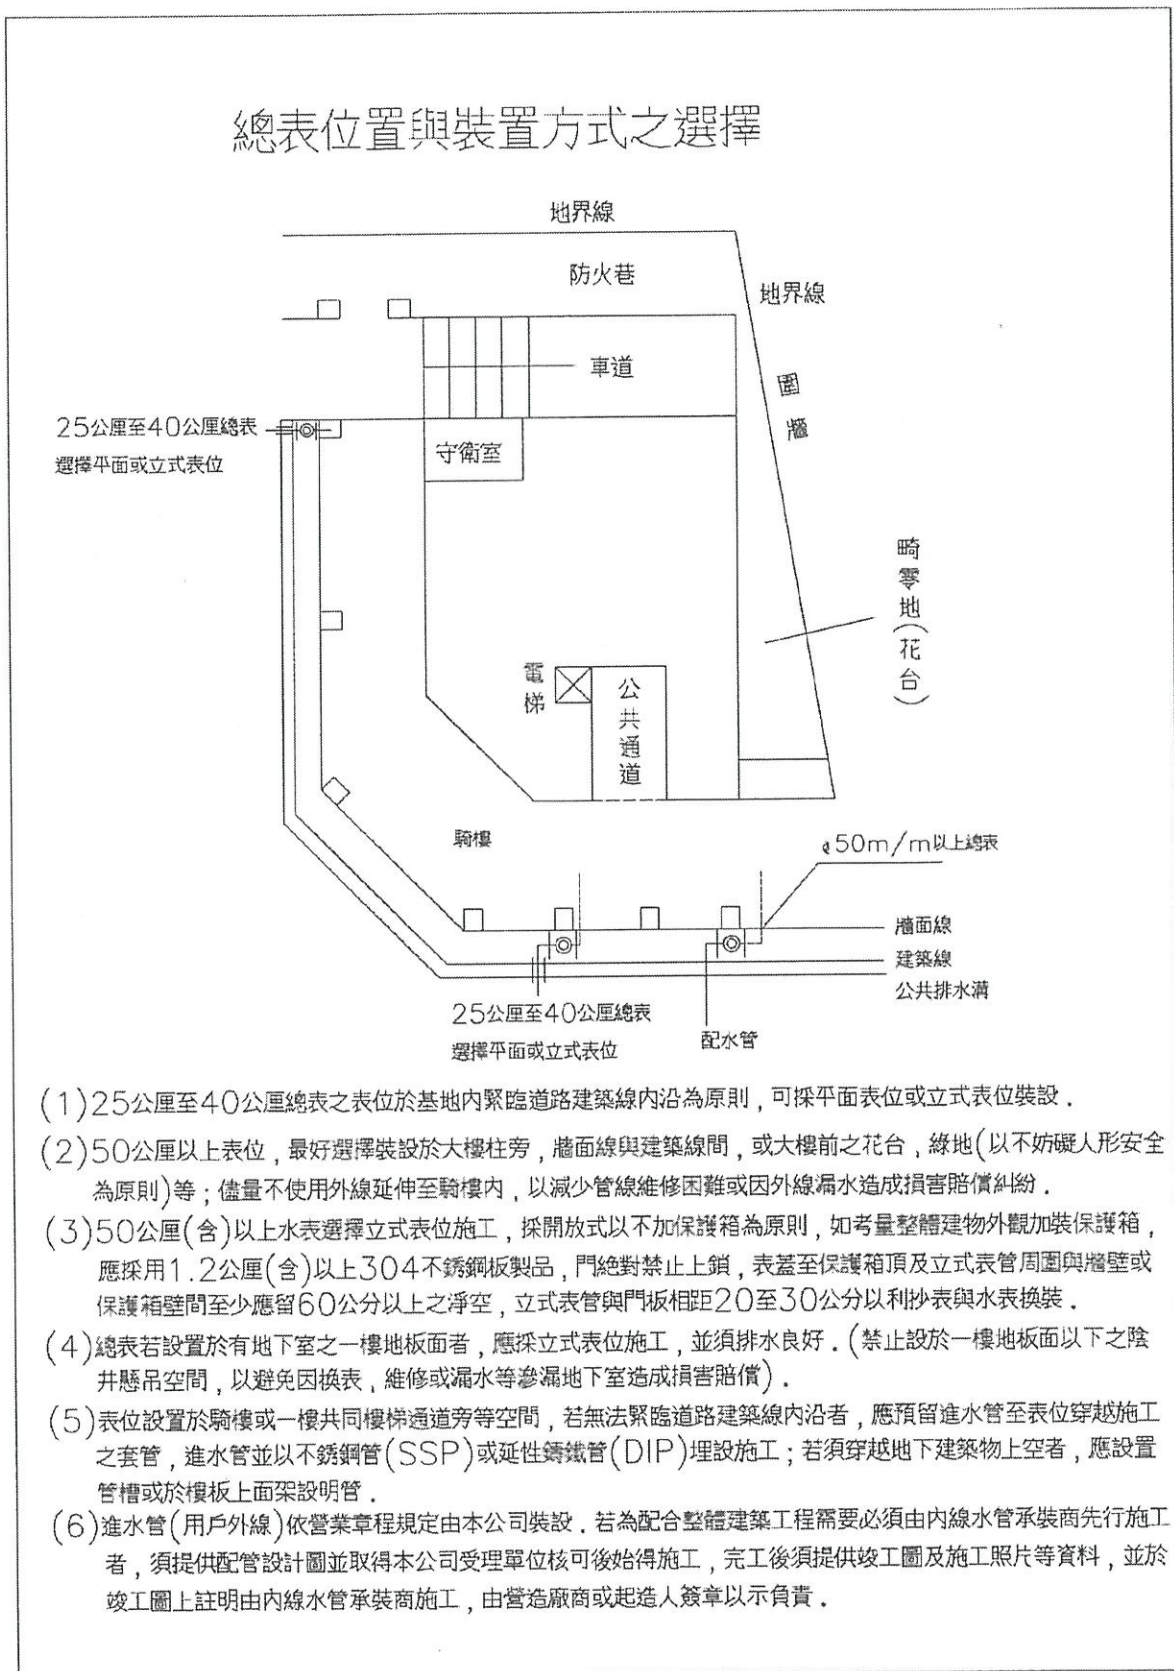 總表位置與裝置方式之選擇
地界線
防火巷
地界線
車道
圍牆
25公厘至40公厘總表
選擇平面或立式表位
守衛室
畸零地(花台)
電梯
公共通道
騎樓
50m/m以上總表
牆面線
建築線
公共排水溝
25公厘至40公厘總表
選擇平面或立式表位
配水管
(1)25公厘至40公厘總表之表位於基地內緊臨道路建築線內沿為原則,可採平面表位或立式表位裝設.
(2)50公厘以上表位,最好選擇裝設於大樓柱旁,牆面線與建築線間,或大樓前之花台,綠地(以不妨礙人形安全
為原則)等;儘量不使用外線延伸至騎樓內,以減少管線維修困難或因外線漏水造成損害賠償糾紛.
(3)50公厘(含)以上水表選擇立式表位施工,採開放式以不加保護箱為原則,如考量整體建物外觀加裝保護箱,
應採用1.2公厘(含)以上304不銹鋼板製品,門絕對禁止上鎖,表蓋至保護箱頂及立式表管周圍與牆壁或
保護箱壁間至少應留60公分以上之淨空,立式表管與門板相距20至30公分以利抄表與水表換裝.
(4)總表若設置於有地下室之一樓地板面者,應採立式表位施工,並須排水良好.(禁止設於一樓地板面以下之陰
井懸吊空間,以避免因換表,維修或漏水等滲漏地下室造成損害賠償).
(5)表位設置於騎樓或一樓共同樓梯通道旁等空間,若無法緊臨道路建築線內沿者,應預留進水管至表位穿越施工
之套管,進水管並以不銹鋼管(SSP)或延性鑄鐵管(DIP)埋設施工;若須穿越地下建築物上空者,應設置
管槽或於樓板上面架設明管.
(6)進水管(用戶外線)依營業章程規定由本公司裝設.若為配合整體建築工程需要必須由內線水管承裝商先行施工
者,須提供配管設計圖並取得本公司受理單位核可後始得施工,完工後須提供竣工圖及施工照片等資料,並於
竣工圖上註明由內線水管承裝商施工,由營造廠商或起造人簽章以示負責.